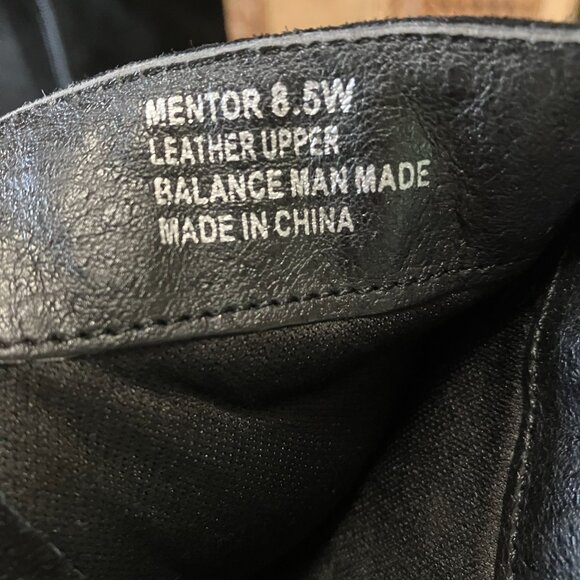 MENTOR 8.5W
LEATHER UPPER
BALANCE MAN MADE
MADE IN CHINA